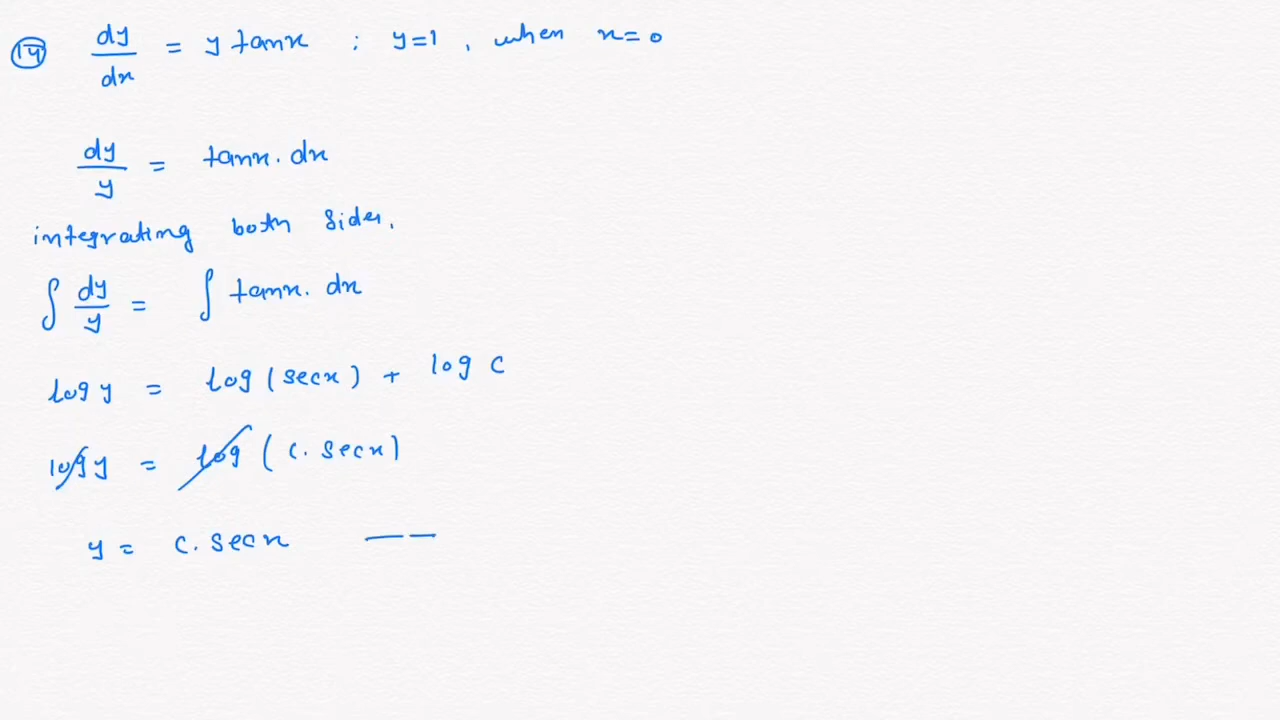 14 dy/dx = y tanx ; y=1 , when x=0
dy/y = tanx. dx
integrating both sides.
∫ dy/y = ∫ tanx. dx
log y = log (secx) + log c
log y = log (c. secx)
y = c. secx ——